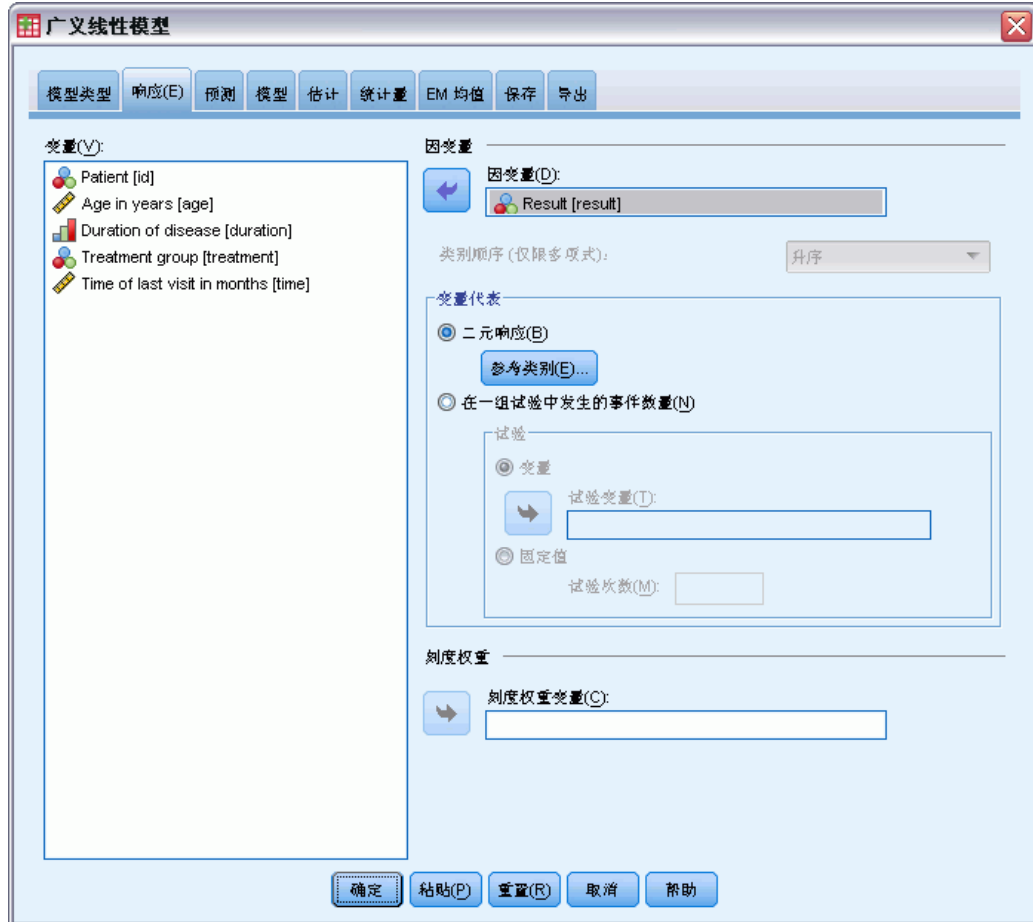 广义线性模型
模型类型 响应(E) 预测 模型 估计 统计量 EM 均值 保存 导出
变量(V):
Patient [id]
Age in years [age]
Duration of disease [duration]
Treatment group [treatment]
Time of last visit in months [time]
因变量
因变量(D):
Result [result]
类别顺序(仅限多项式):
升序
变量代表
二元响应(B)
参考类别(E)...
在一组试验中发生的事件数量(N)
试验
变量
试验变量(T):
固定值
试验次数(M):
刻度权重
刻度权重变量(C):
确定 粘贴(P) 重置(R) 取消 帮助